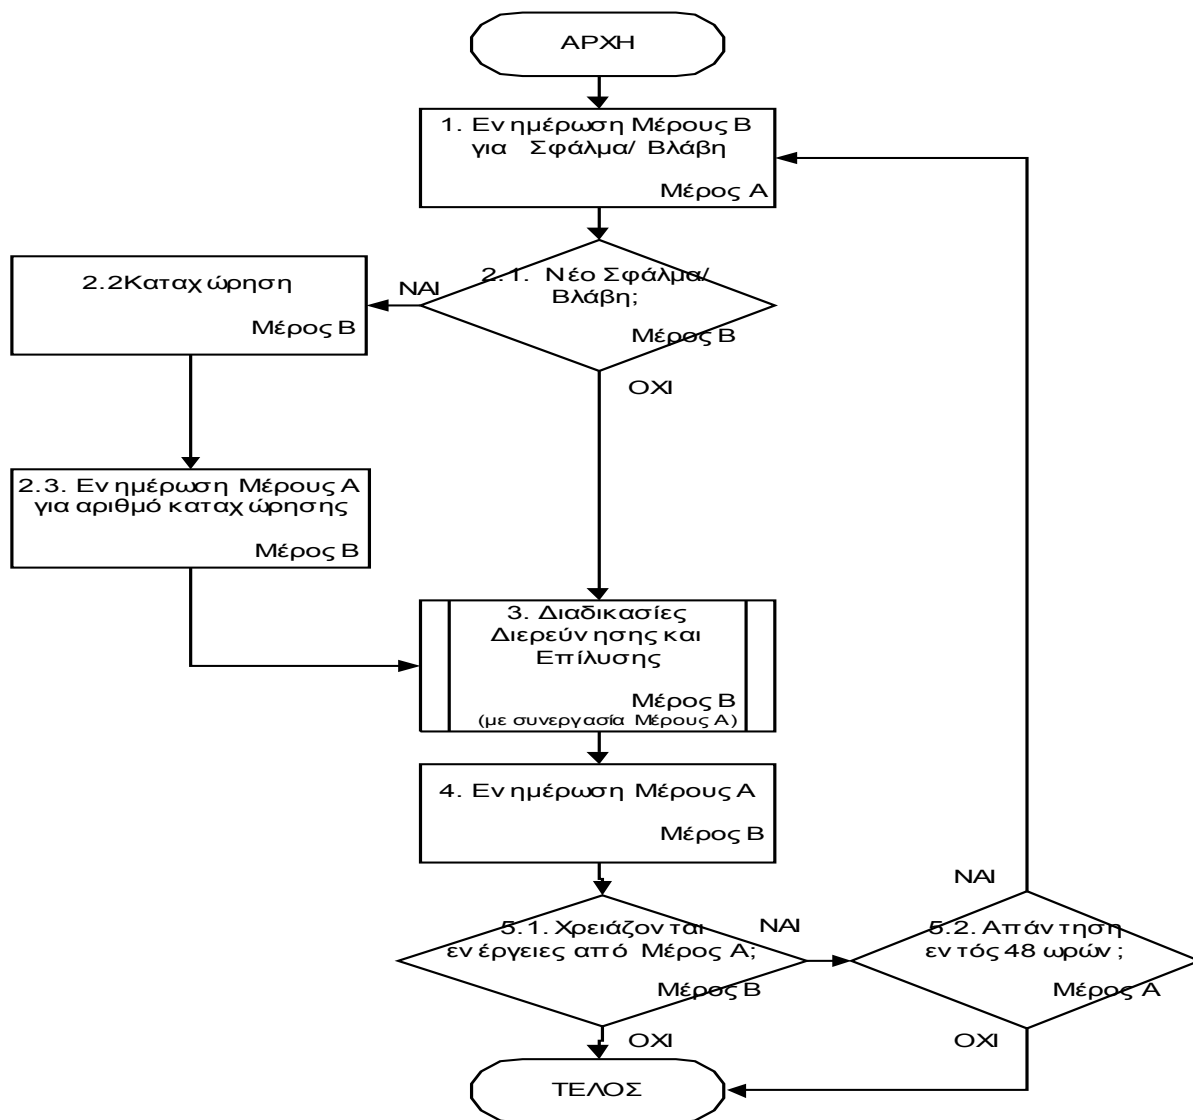 ΑΡΧΗ
1. Ενημέρωση Μέρους Β
για Σφάλμα/ Βλάβη
Μέρος Α
2.1. Νέο Σφάλμα/
Βλάβη;
Μέρος Β
ΝΑΙ
2.2Καταχώρηση
Μέρος Β
ΟΧΙ
2.3. Ενημέρωση Μέρους Α
για αριθμό καταχώρησης
Μέρος Β
3. Διαδικασίες
Διερεύνησης και
Επίλυσης
Μέρος Β
(με συνεργασία Μέρους Α)
4. Ενημέρωση Μέρους Α
Μέρος Β
5.1. Χρειάζονται
ενέργειες από Μέρος Α;
Μέρος Β
ΝΑΙ
ΝΑΙ
5.2. Απάντηση
εντός 48 ωρών;
Μέρος Α
ΟΧΙ
ΟΧΙ
ΤΕΛΟΣ